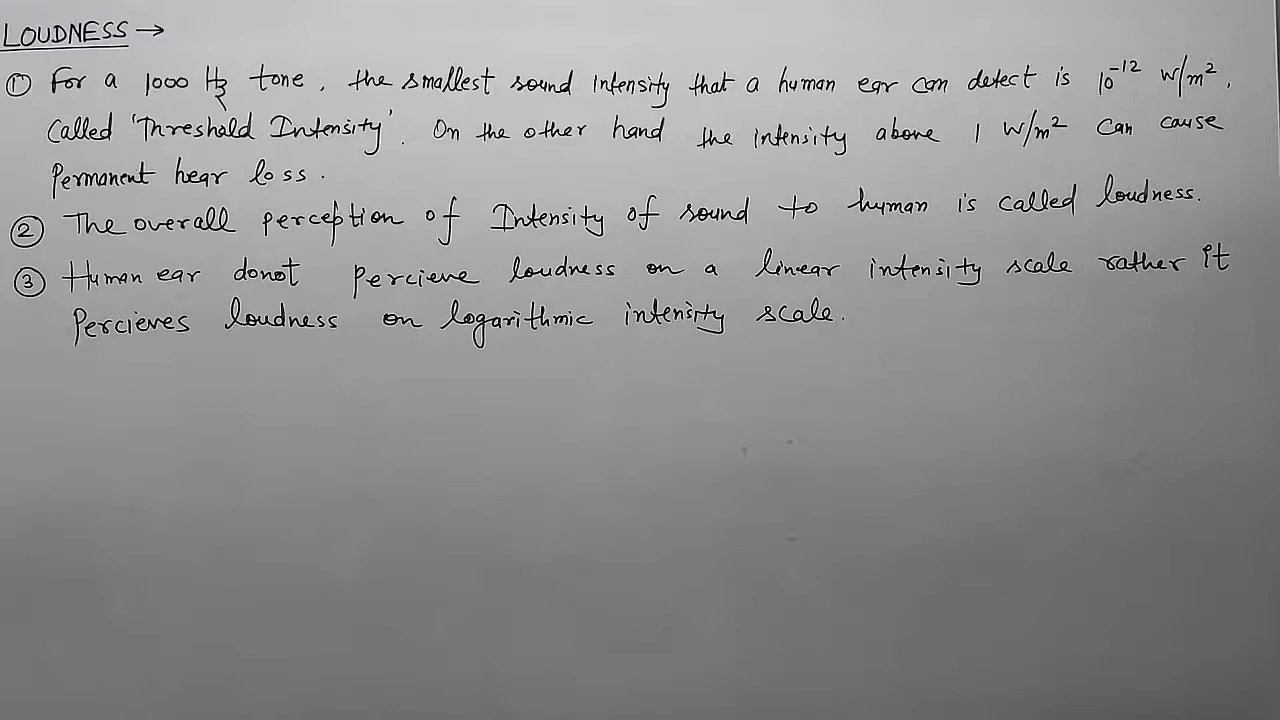 LOUDNESS →
① For a 1000 Hz tone, the smallest sound intensity that a human ear can detect is 10⁻¹² W/m²,
Called 'Threshold Intensity'. On the other hand the intensity above 1 W/m² can cause
Permanent hear loss.
② The overall perception of Intensity of sound to human is called loudness.
③ Human ear donot percieve loudness on a linear intensity scale rather it
Percieves loudness on logarithmic intensity scale.